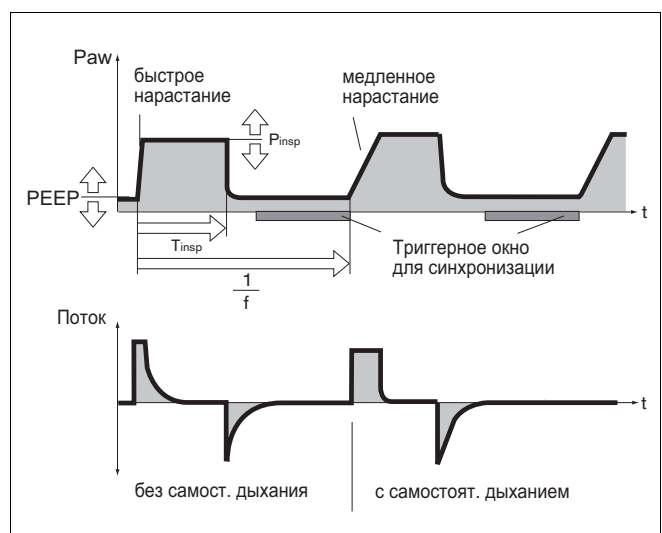 Paw
быстрое
нарастание
медленное
нарастание
Pinsp
PEEP
t
Tinsp
Триггерное окно
для синхронизации
1
f
Поток
t
без самост. дыхания
с самостоят. дыханием